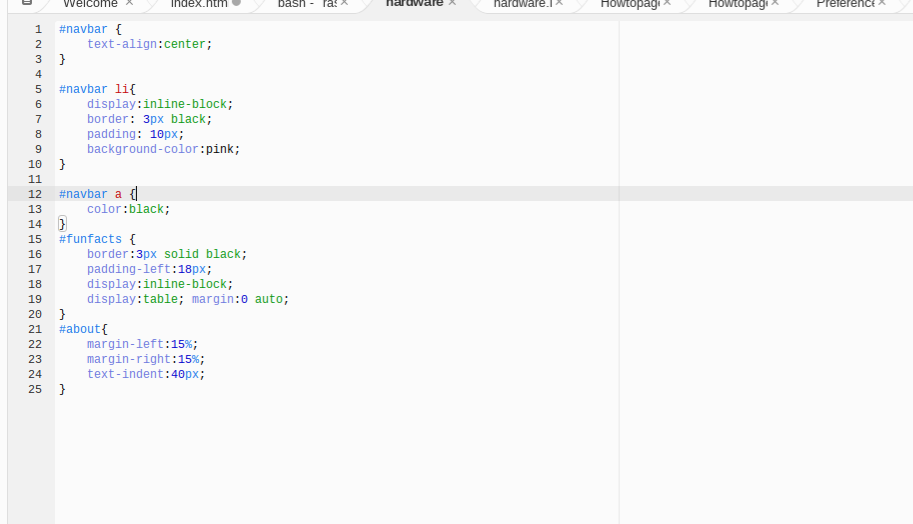 Welcome × index.htm bash - ras × hardware × hardware.l × Howtopage × Howtopage × Preference ×
1 #navbar {
2 text-align:center;
3 }
4
5 #navbar li{
6 display:inline-block;
7 border: 3px black;
8 padding: 10px;
9 background-color:pink;
10 }
11
12 #navbar a {
13 color:black;
14 }
15 #funfacts {
16 border:3px solid black;
17 padding-left:18px;
18 display:inline-block;
19 display:table; margin:0 auto;
20 }
21 #about{
22 margin-left:15%;
23 margin-right:15%;
24 text-indent:40px;
25 }